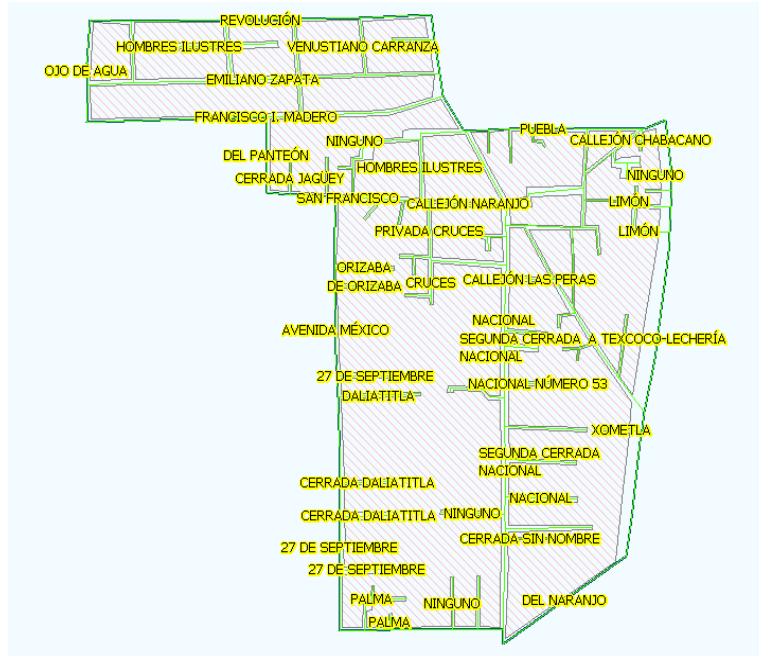 REVOLUCIÓN
HOMBRES ILUSTRES
VENUSTIANO CARRANZA
OJO DE AGUA
EMILIANO ZAPATA
FRANCISCO I. MADERO
PUEBLA
NINGUNO
CALLEJÓN CHABACANO
DEL PANTEÓN
HOMBRES ILUSTRES
CERRADA JAGÜEY
NINGUNO
SAN FRANCISCO
CALLEJÓN NARANJO
LIMÓN
PRIVADA CRUCES
LIMÓN
ORIZABA
DE ORIZABA
CRUCES
CALLEJÓN LAS PERAS
NACIONAL
AVENIDA MÉXICO
SEGUNDA CERRADA A TEXCOCO-LECHERÍA
NACIONAL
27 DE SEPTIEMBRE
NACIONAL NÚMERO 53
DALIATITLA
XOMETLA
SEGUNDA CERRADA
NACIONAL
CERRADA DALIATITLA
NACIONAL
CERRADA DALIATITLA
NINGUNO
CERRADA SIN NOMBRE
27 DE SEPTIEMBRE
27 DE SEPTIEMBRE
PALMA
NINGUNO
DEL NARANJO
PALMA